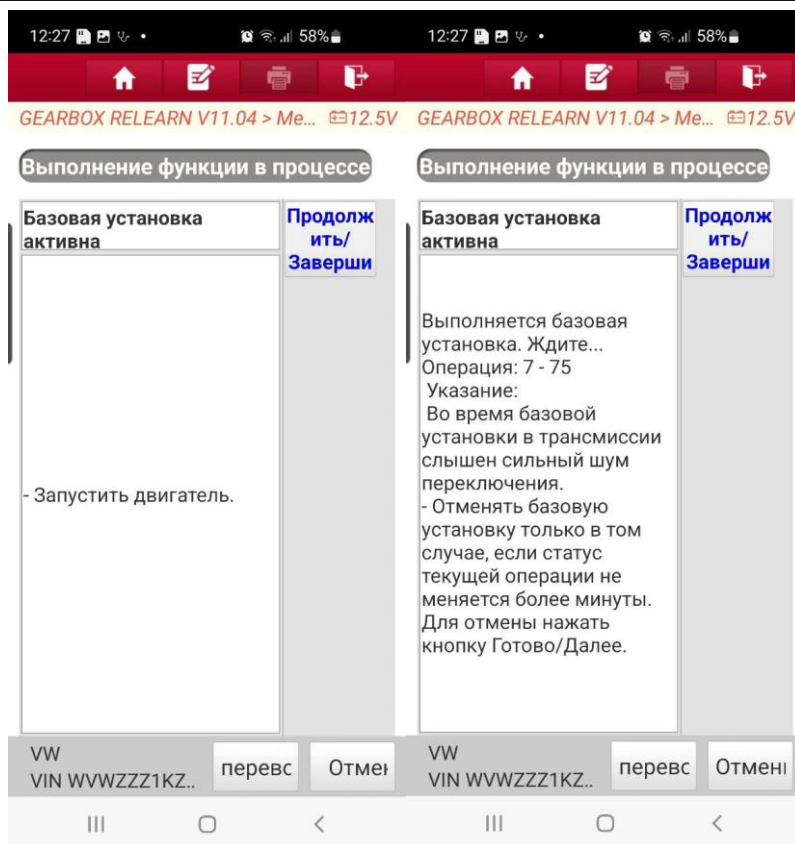 12:27
58%
GEARBOX RELEARN V11.04 > Me...
12.5V
Выполнение функции в процессе
Базовая установка
активна
Продолж
ить/
Заверши
- Запустить двигатель.
VW
VIN WVWZZZ1KZ..
перевс
Отмен
12:27
58%
GEARBOX RELEARN V11.04 > Me...
12.5V
Выполнение функции в процессе
Базовая установка
активна
Продолж
ить/
Заверши
Выполняется базовая
установка. Ждите...
Операция: 7 - 75
Указание:
Во время базовой
установки в трансмиссии
слышен сильный шум
переключения.
- Отменять базовую
установку только в том
случае, если статус
текущей операции не
меняется более минуты.
Для отмены нажать
кнопку Готово/Далее.
VW
VIN WVWZZZ1KZ..
перевс
Отмені